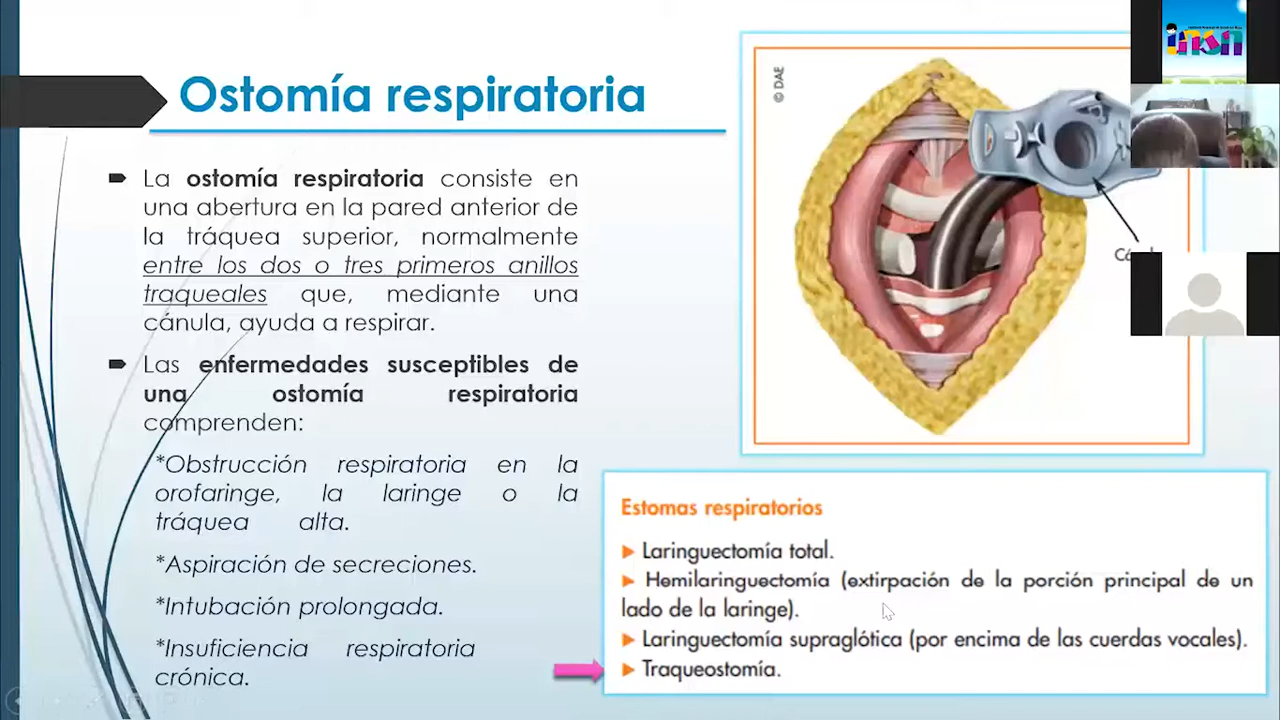 Ostomía respiratoria
La ostomía respiratoria consiste en
una abertura en la pared anterior de
la tráquea superior, normalmente
entre los dos o tres primeros anillos
traqueales que, mediante una
cánula, ayuda a respirar.
Las enfermedades susceptibles de
una ostomía respiratoria
comprenden:
*Obstrucción respiratoria en la
orofaringe, la laringe o la
tráquea alta.
*Aspiración de secreciones.
*Intubación prolongada.
*Insuficiencia respiratoria
crónica.
© DAE
Estomas respiratorios
Laringuectomía total.
Hemilaringuectomía (extirpación de la porción principal de un
lado de la laringe).
Laringuectomía supraglótica (por encima de las cuerdas vocales).
Traqueostomía.